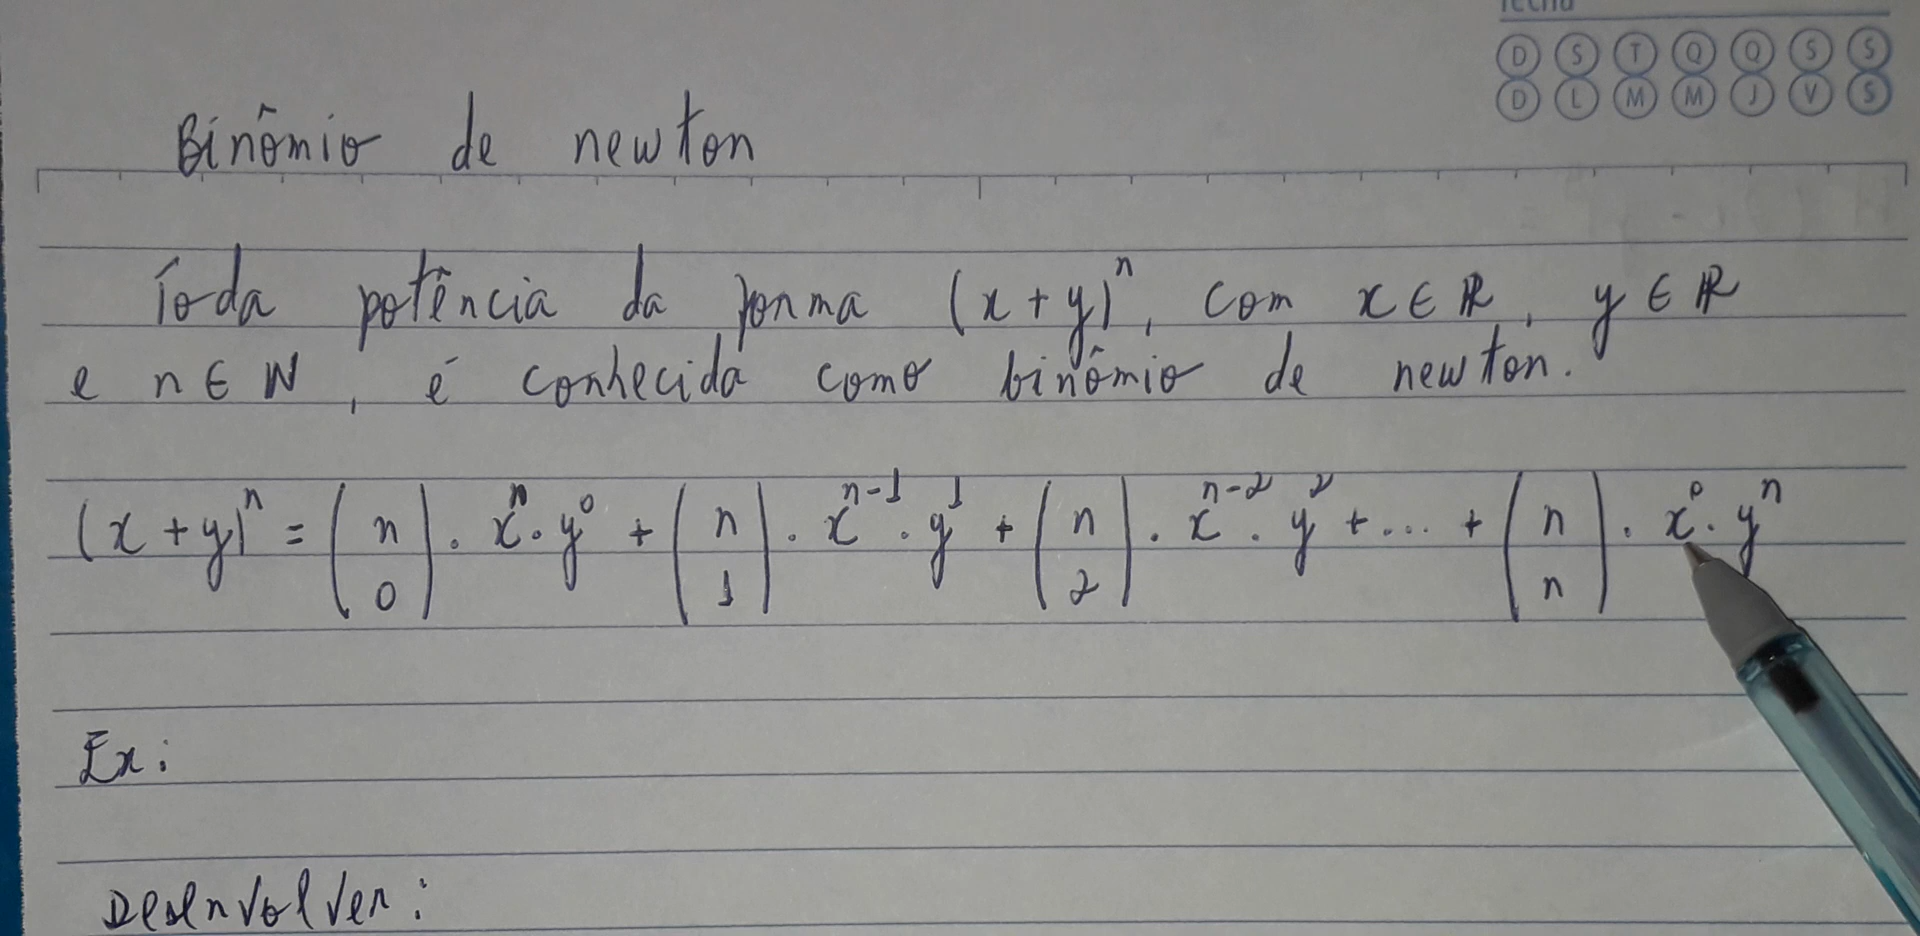 fecha
D S T Q Q S S
D L M M J V S
Binômio de newton
Toda potência da forma (x + y)ⁿ, com x ∈ ℝ, y ∈ ℝ
e n ∈ ℕ, é conhecida como binômio de newton.
(x + y)ⁿ = (n 0) . xⁿ . y⁰ + (n 1) . xⁿ⁻¹ . y¹ + (n 2) . xⁿ⁻² . y² + ... + (n n) . x⁰ . yⁿ
Ex:
Desenvolver: